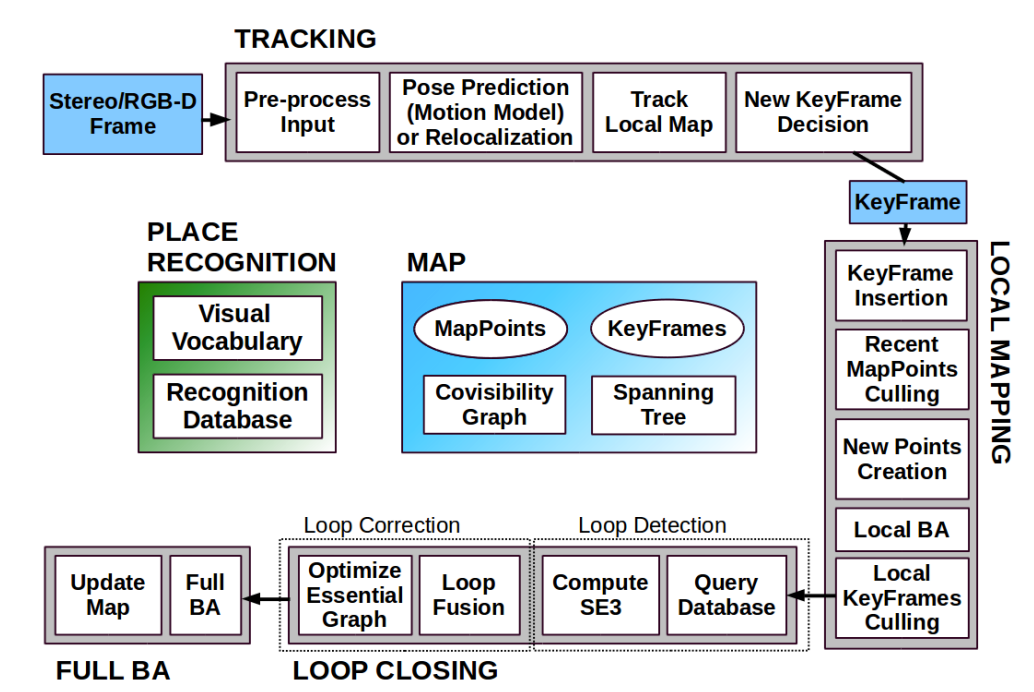 TRACKING
Stereo/RGB-D
Frame
Pre-process
Input
Pose Prediction
(Motion Model)
or Relocalization
Track
Local Map
New KeyFrame
Decision
KeyFrame
PLACE
RECOGNITION
Visual
Vocabulary
Recognition
Database
MAP
MapPoints
KeyFrames
Covisibility
Graph
Spanning
Tree
LOCAL MAPPING
KeyFrame
Insertion
Recent
MapPoints
Culling
New Points
Creation
Local BA
Local
KeyFrames
Culling
Loop Correction
Loop Detection
Update
Map
Full
BA
Optimize
Essential
Graph
Loop
Fusion
Compute
SE3
Query
Database
FULL BA
LOOP CLOSING